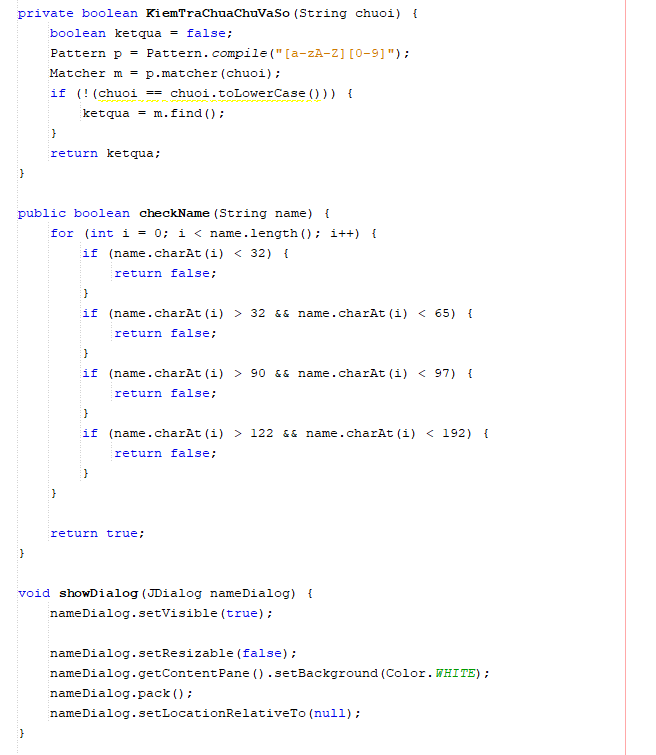 private boolean KiemTraChuaChuVaSo(String chuoi) {
    boolean ketqua = false;
    Pattern p = Pattern.compile("[a-zA-Z][0-9]");
    Matcher m = p.matcher(chuoi);
    if (!(chuoi == chuoi.toLowerCase())) {
        ketqua = m.find();
    }
    return ketqua;
}

public boolean checkName(String name) {
    for (int i = 0; i < name.length(); i++) {
        if (name.charAt(i) < 32) {
            return false;
        }
        if (name.charAt(i) > 32 && name.charAt(i) < 65) {
            return false;
        }
        if (name.charAt(i) > 90 && name.charAt(i) < 97) {
            return false;
        }
        if (name.charAt(i) > 122 && name.charAt(i) < 192) {
            return false;
        }
    }

    return true;
}

void showDialog(JDialog nameDialog) {
    nameDialog.setVisible(true);

    nameDialog.setResizable(false);
    nameDialog.getContentPane().setBackground(Color.WHITE);
    nameDialog.pack();
    nameDialog.setLocationRelativeTo(null);
}